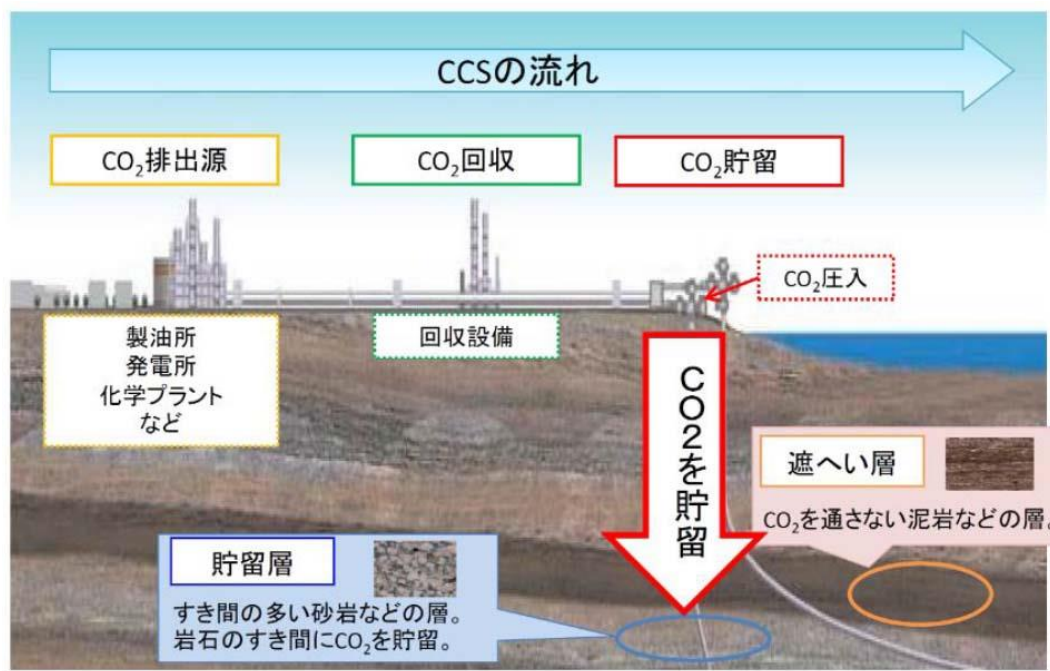 CCSの流れ
CO₂排出源
CO₂回収
CO₂貯留
CO₂圧入
製油所
発電所
化学プラント
など
回収設備
CO2を貯留
遮へい層
CO₂を通さない泥岩などの層。
貯留層
すき間の多い砂岩などの層。
岩石のすき間にCO₂を貯留。